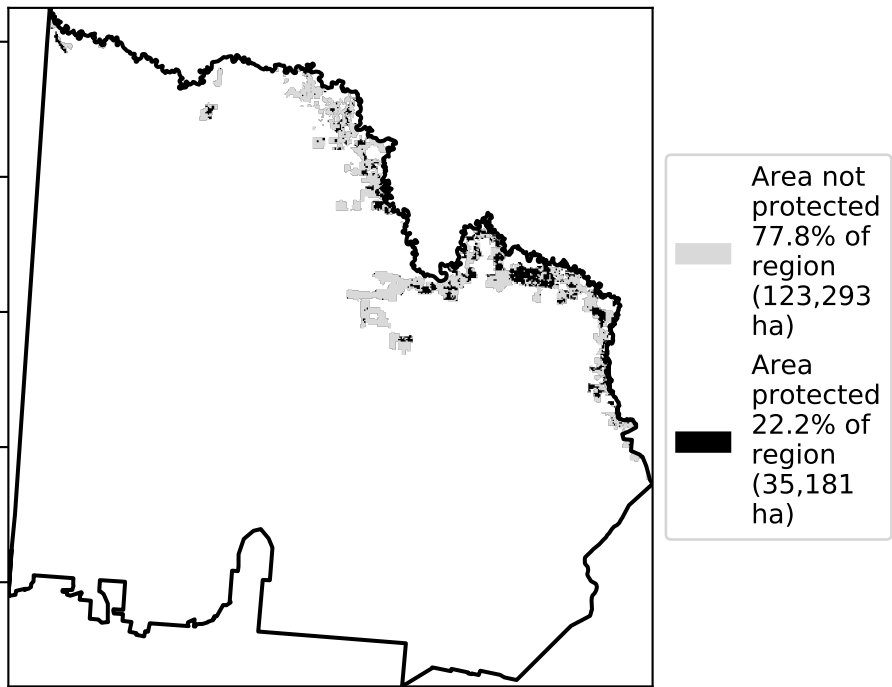 Area not
protected
77.8% of
region
(123,293
ha)
Area
protected
22.2% of
region
(35,181
ha)